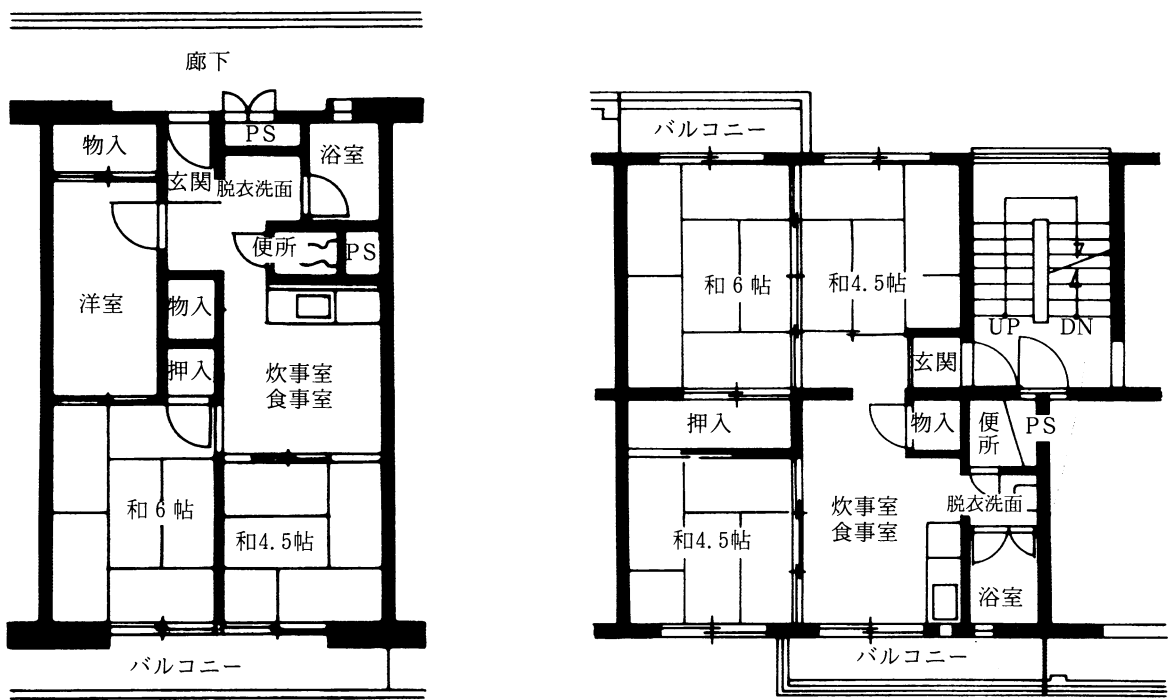 廊下
物入
PS
浴室
玄関
脱衣洗面
便所
PS
洋室
物入
押入
炊事室
食事室
和6帖
和4.5帖
バルコニー
バルコニー
和6帖
和4.5帖
UP
DN
玄関
押入
物入
便
所
PS
炊事室
食事室
脱衣洗面
和4.5帖
浴室
バルコニー